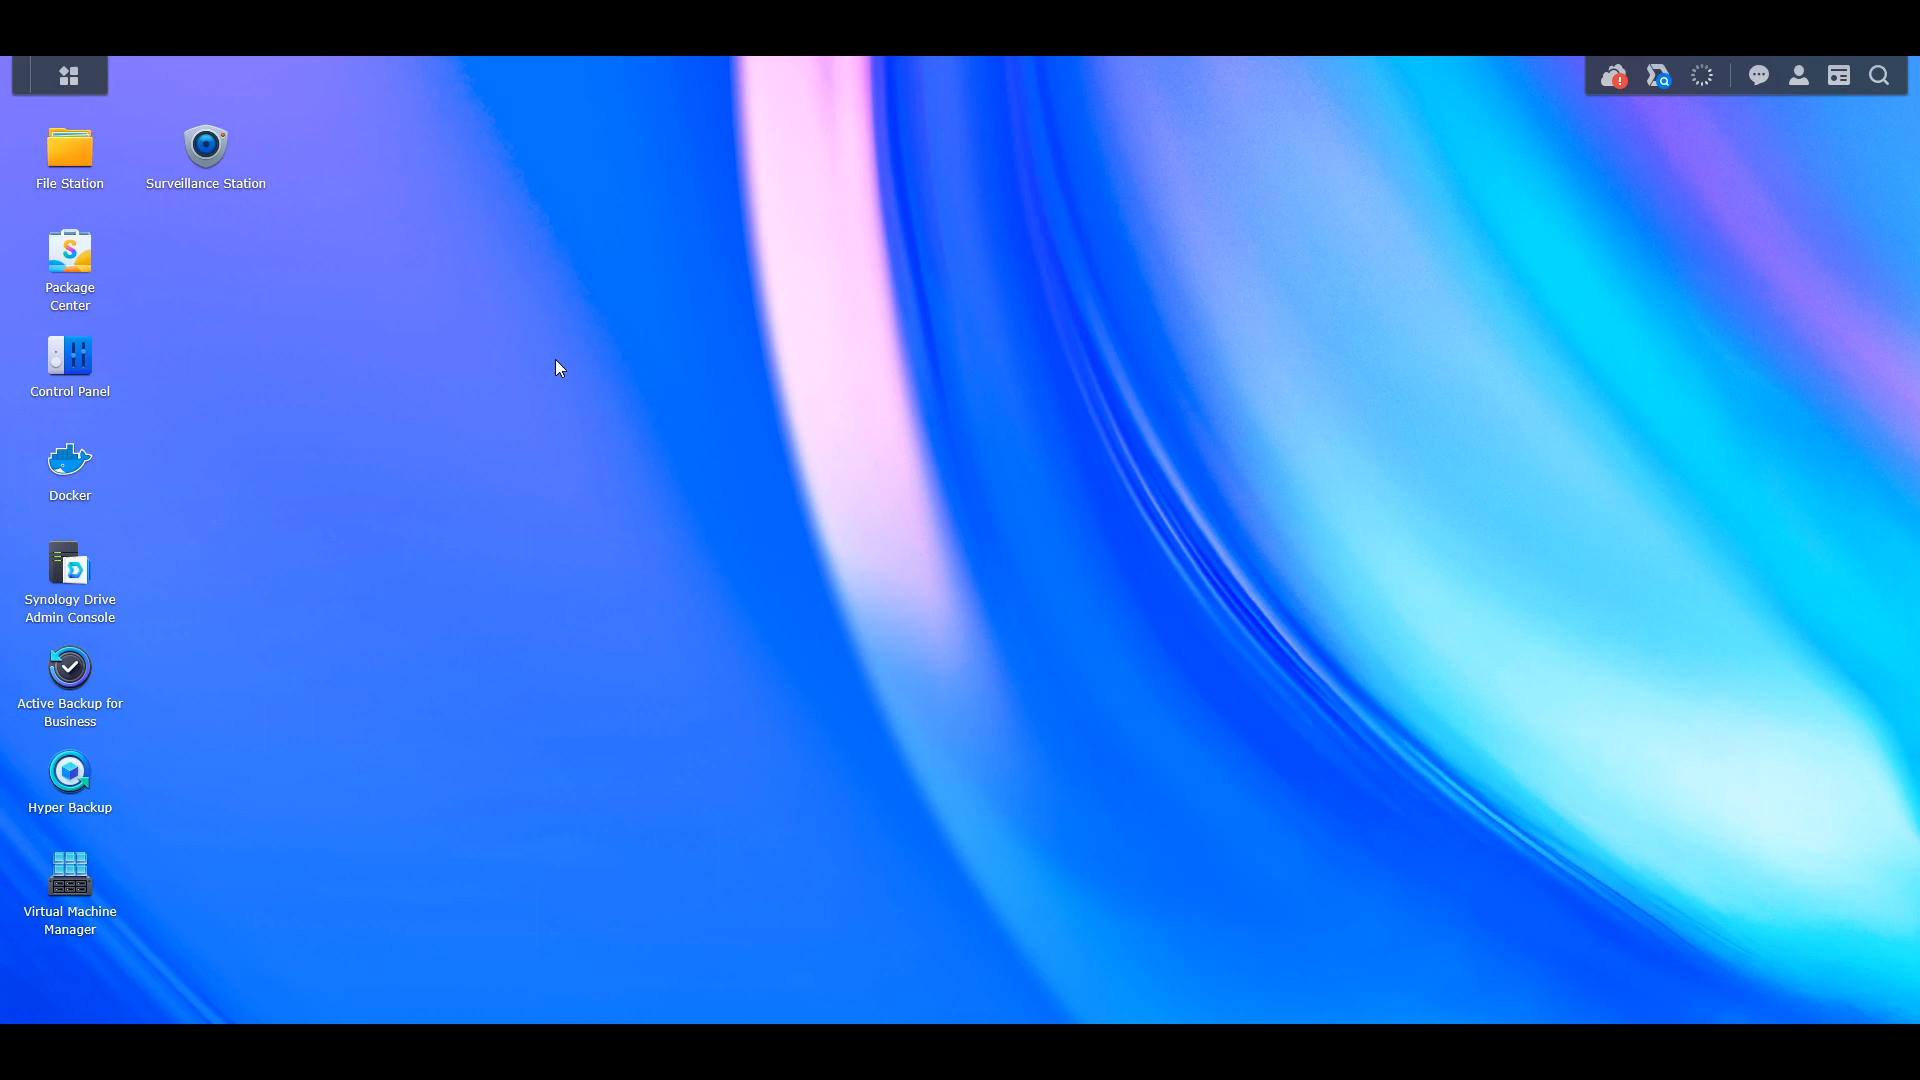 File Station
Surveillance Station
Package
Center
Control Panel
Docker
Synology Drive
Admin Console
Active Backup for
Business
Hyper Backup
Virtual Machine
Manager